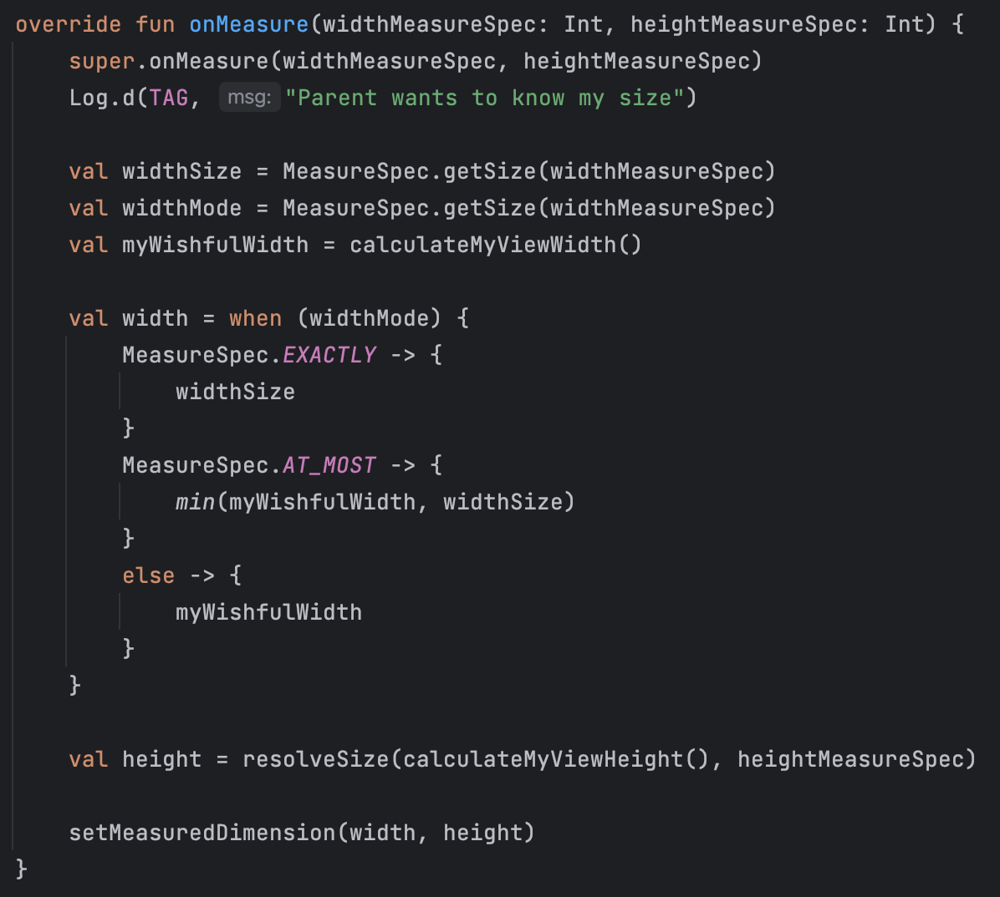 override fun onMeasure(widthMeasureSpec: Int, heightMeasureSpec: Int) {
    super.onMeasure(widthMeasureSpec, heightMeasureSpec)
    Log.d(TAG, msg: "Parent wants to know my size")

    val widthSize = MeasureSpec.getSize(widthMeasureSpec)
    val widthMode = MeasureSpec.getSize(widthMeasureSpec)
    val myWishfulWidth = calculateMyViewWidth()

    val width = when (widthMode) {
        MeasureSpec.EXACTLY -> {
            widthSize
        }
        MeasureSpec.AT_MOST -> {
            min(myWishfulWidth, widthSize)
        }
        else -> {
            myWishfulWidth
        }
    }

    val height = resolveSize(calculateMyViewHeight(), heightMeasureSpec)

    setMeasuredDimension(width, height)
}